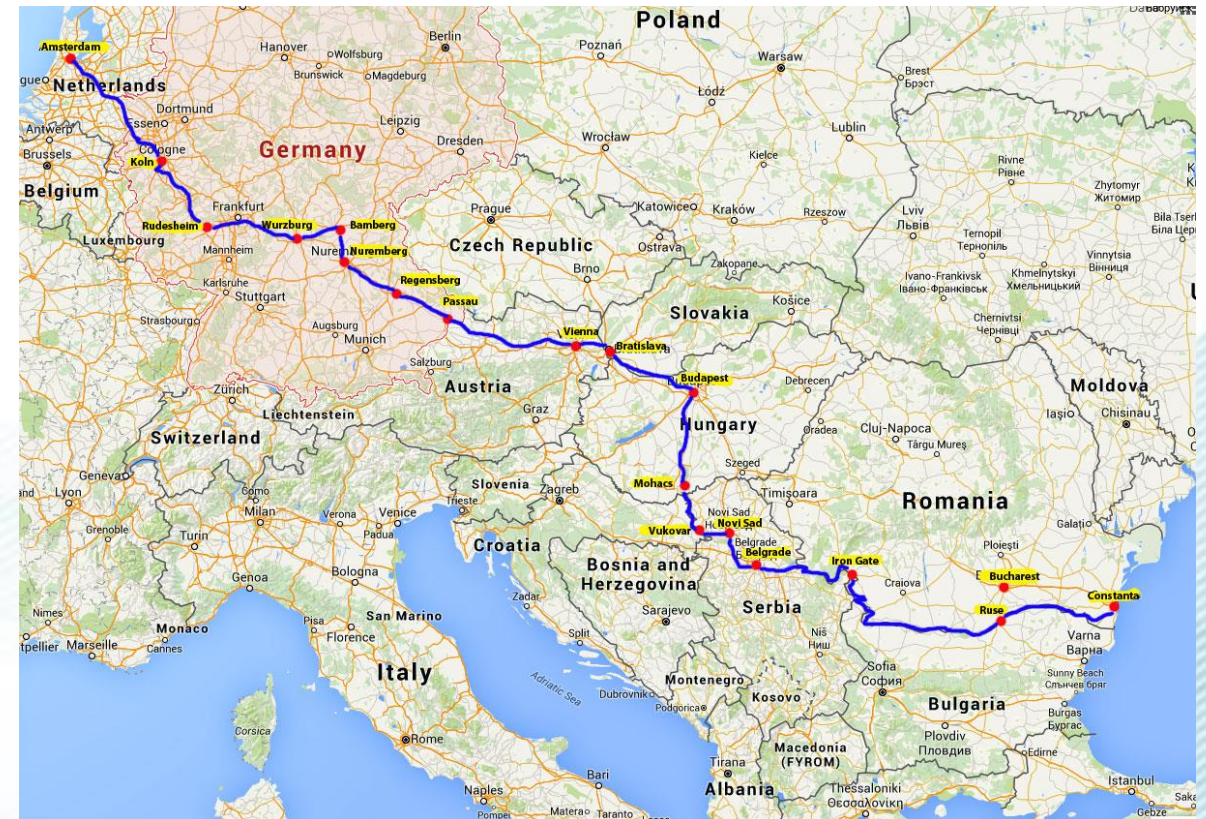 Poland
Berlin
Hanover
Wolfsburg
Poznań
Amsterdam
Warsaw
Brunswick
Magdeburg
Brest
Брэст
Netherlands
Łódź
Dortmund
Essen
Leipzig
Antwerp
Wrocław
Lublin
Cologne
Dresden
Germany
Brussels
Koln
Kielce
Rivne
Рівне
Belgium
Zhytomyr
Житомир
Frankfurt
Prague
Katowice
Kraków
Rzeszow
Lviv
Львів
Rudesheim
Wurzburg
Bamberg
Luxembourg
Czech Republic
Ostrava
Ternopil
Тернопіль
Mannheim
Nuremberg
Vinnytsia
Вінниця
Brno
Zakopane
Karlsruhe
Regensberg
Ivano-Frankivsk
Івано-Франківськ
Khmelnytskyi
Хмельницький
Stuttgart
Košice
Passau
Slovakia
Chernivtsi
Чернівці
Strasbourg
Augsburg
Munich
Vienna
Bratislava
Salzburg
Budapest
Debrecen
Moldova
Austria
Zürich
Liechtenstein
Graz
Iași
Chisinau
Hungary
Oradea
Cluj-Napoca
Switzerland
Târgu Mureș
Szeged
Geneva
Slovenia
Mohacs
Lyon
Como
Zagreb
Timișoara
Romania
Milan
Verona
Venice
Trieste
Novi Sad
Grenoble
Padua
Vukovar
Novi Sad
Galați
Turin
Croatia
Belgrade
Belgrade
Ploiești
Iron Gate
Bologna
Bosnia and
Herzegovina
Bucharest
Genoa
Craiova
Constanta
Zadar
Serbia
Ruse
Sarajevo
Nimes
San Marino
Pisa
Monaco
Florence
Split
Niš
Ниш
Varna
Варна
Marseille
Cannes
Sofia
София
Italy
Montenegro
Sunny Beach
Слънчев бряг
Adriatic Sea
Dubrovnik
Kosovo
Bulgaria
Podgorica
Burgas
Бургас
Corsica
Plovdiv
Пловдив
Rome
Macedonia
(FYROM)
Edirne
Tirana
Bari
Istanbul
Albania
Thessaloniki
Θεσσαλονίκη
Naples
Pompei
Matera
Taranto
Gebze